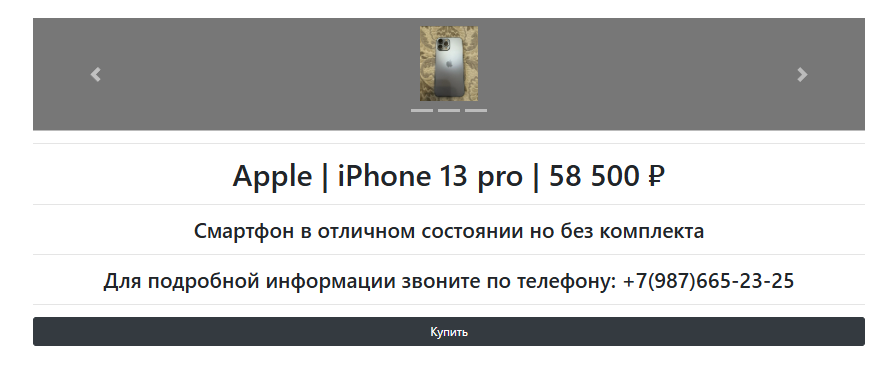 Apple | iPhone 13 pro | 58 500 ₽
Смартфон в отличном состоянии но без комплекта
Для подробной информации звоните по телефону: +7(987)665-23-25
Купить